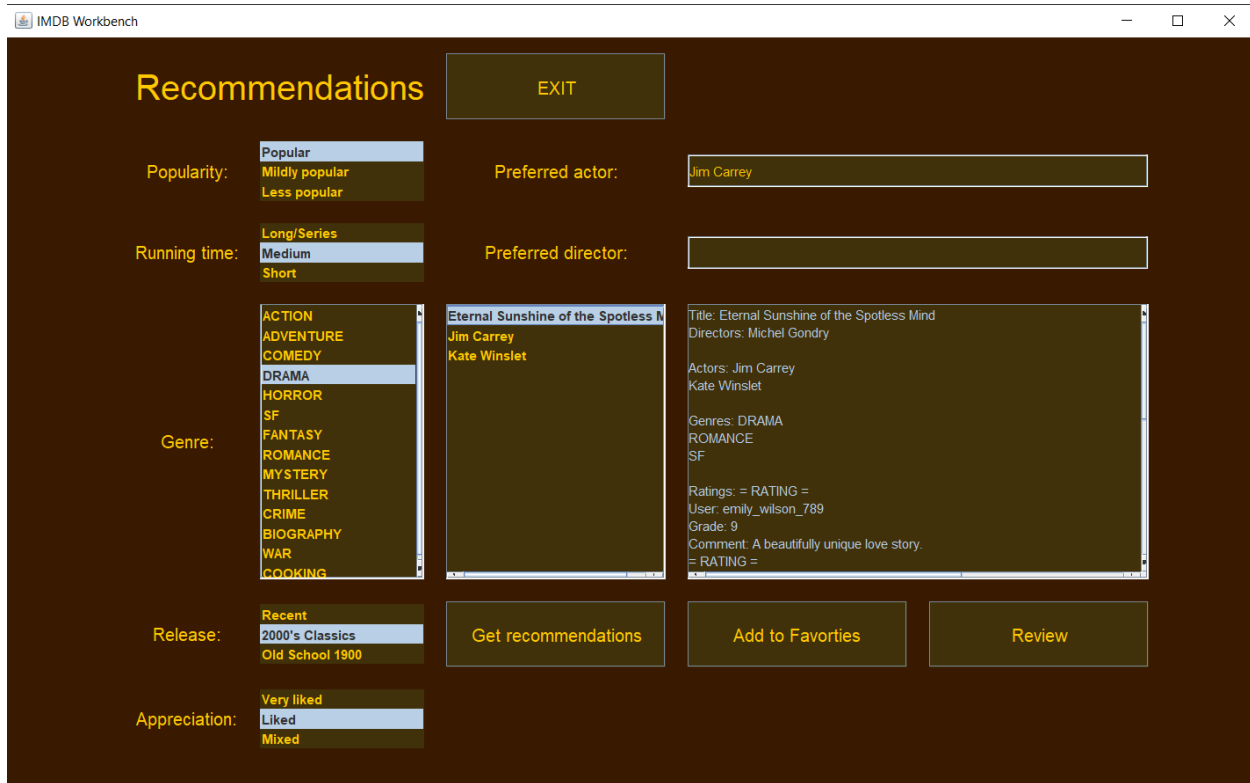 IMDB Workbench
Recommendations
EXIT
Popularity:
Popular
Mildly popular
Less popular
Preferred actor:
Jim Carrey
Running time:
Long/Series
Medium
Short
Preferred director:
Genre:
ACTION
ADVENTURE
COMEDY
DRAMA
HORROR
SF
FANTASY
ROMANCE
MYSTERY
THRILLER
CRIME
BIOGRAPHY
WAR
COOKING
Eternal Sunshine of the Spotless M
Jim Carrey
Kate Winslet
Title: Eternal Sunshine of the Spotless Mind
Directors: Michel Gondry
Actors: Jim Carrey
Kate Winslet
Genres: DRAMA
ROMANCE
SF
Ratings: = RATING =
User: emily_wilson_789
Grade: 9
Comment: A beautifully unique love story.
= RATING =
Release:
Recent
2000's Classics
Old School 1900
Get recommendations
Add to Favorties
Review
Appreciation:
Very liked
Liked
Mixed